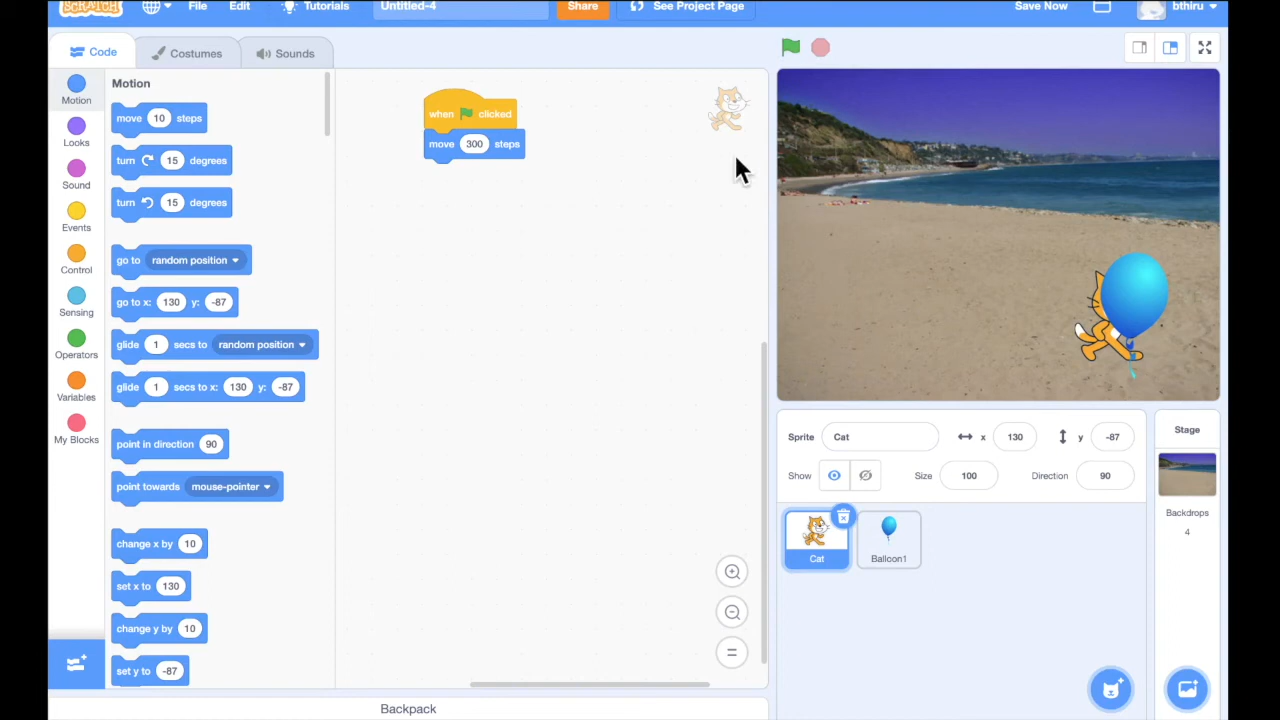 SCRATCH File Edit Tutorials Untitled-4 Share See Project Page Save Now bthiru
Code Costumes Sounds
Motion
Looks
Sound
Events
Control
Sensing
Operators
Variables
My Blocks
Motion
move 10 steps
turn 15 degrees
turn 15 degrees
go to random position
go to x: 130 y: -87
glide 1 secs to random position
glide 1 secs to x: 130 y: -87
point in direction 90
point towards mouse-pointer
change x by 10
set x to 130
change y by 10
set y to -87
when clicked
move 300 steps
Sprite Cat x 130 y -87
Show Size 100 Direction 90
Cat
Balloon1
Stage
Backdrops
4
Backpack